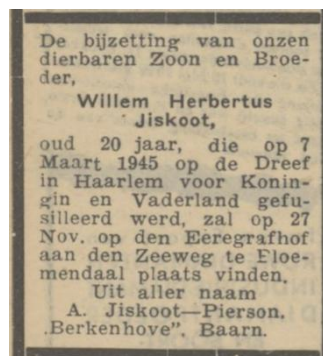 De bijzetting van onzen
dierbaren Zoon en Broe-
der,
Willem Herbertus
Jiskoot,
oud 20 jaar, die op 7
Maart 1945 op de Dreef
in Haarlem voor Konin-
gin en Vaderland gefu-
silleerd werd, zal op 27
Nov. op den Eeregrafhof
aan den Zeeweg te Bloe-
mendaal plaats vinden.
Uit aller naam
A. Jiskoot—Pierson.
„Berkenhove”, Baarn.